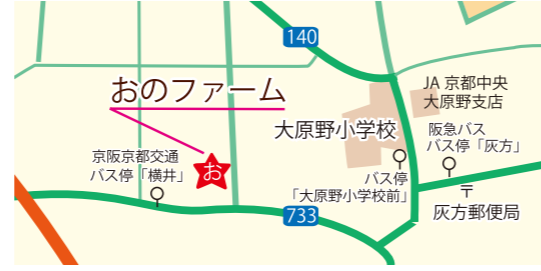 140
おのファーム
JA 京都中央
大原野支店
大原野小学校
阪急バス
バス停「灰方」
京阪京都交通
バス停「横井」
お
バス停
「大原野小学校前」
〒
灰方郵便局
733